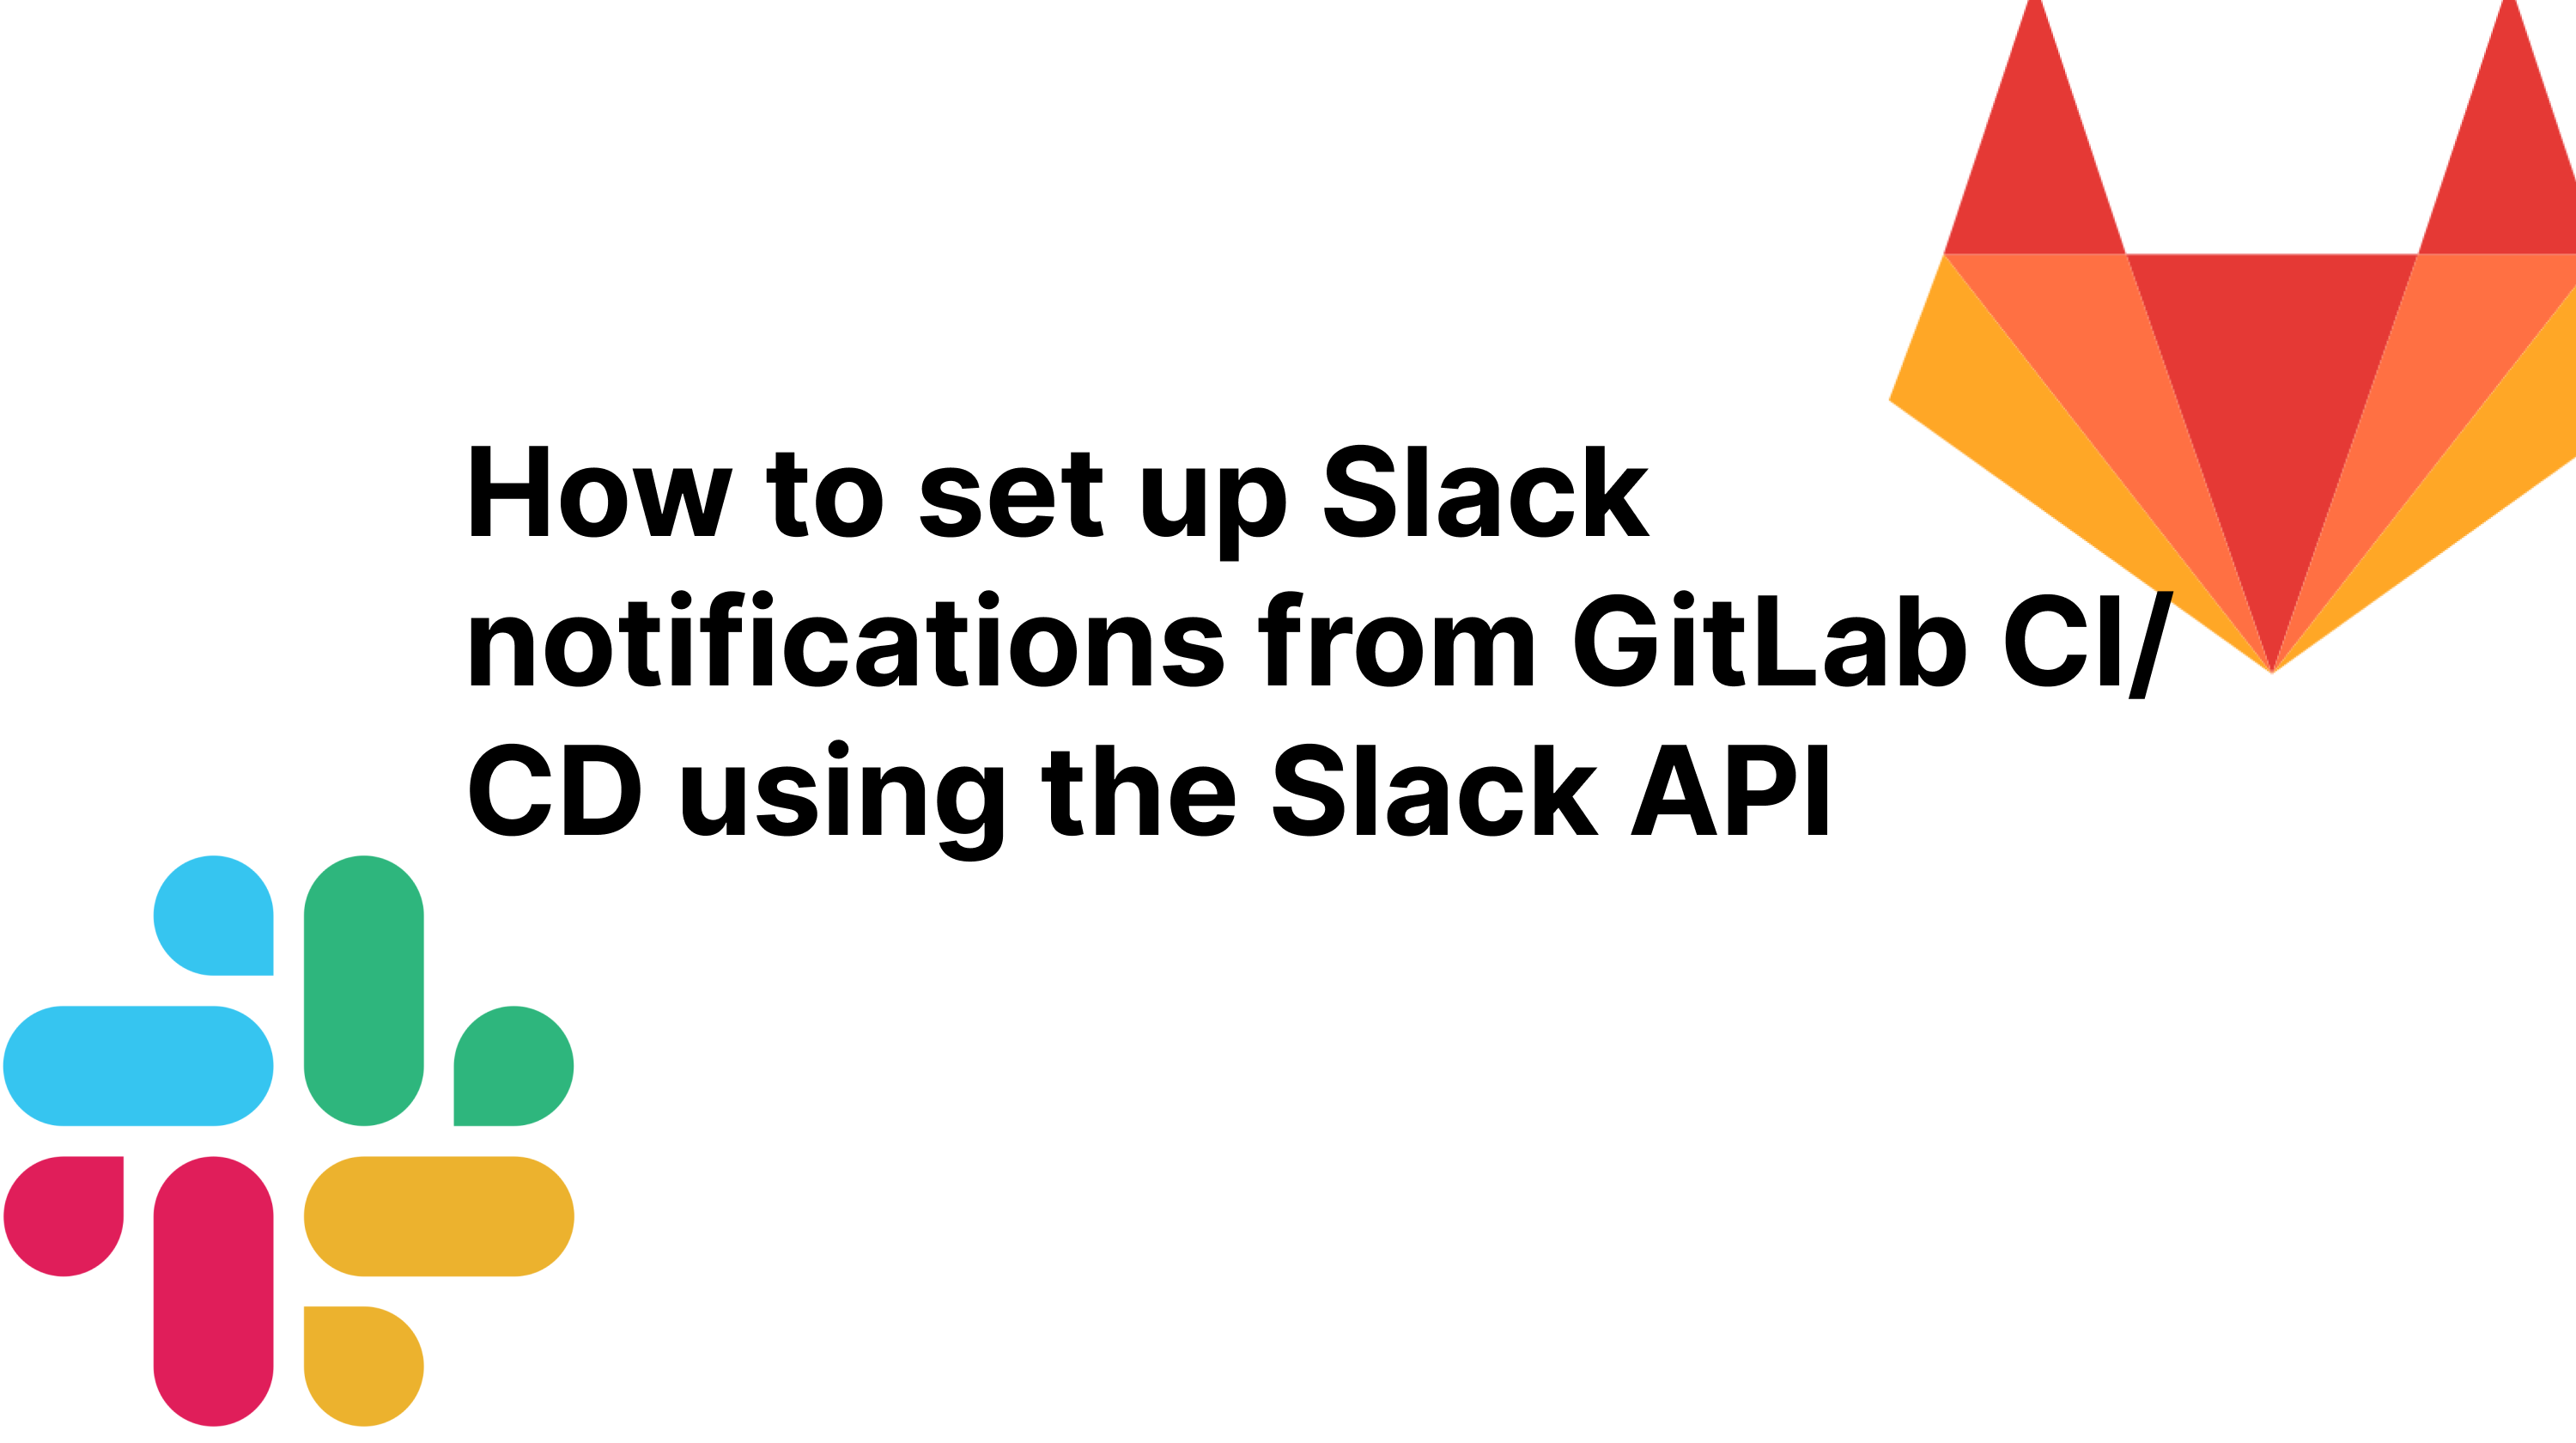 How to set up Slack
notifications from GitLab CI/
CD using the Slack API